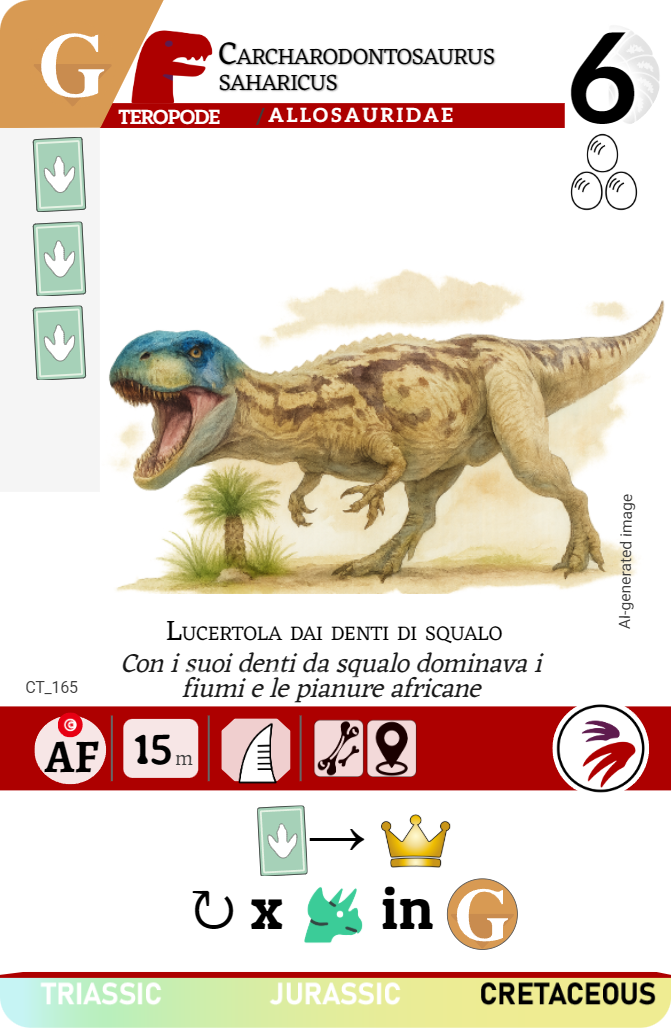 G
Carcharodontosaurus
saharicus
6
TEROPODE / ALLOSAURIDAE
AI-generated image
Lucertola dai denti di squalo
Con i suoi denti da squalo dominava i
fiumi e le pianure africane
CT_165
AF 15 m
x in G
TRIASSIC JURASSIC CRETACEOUS